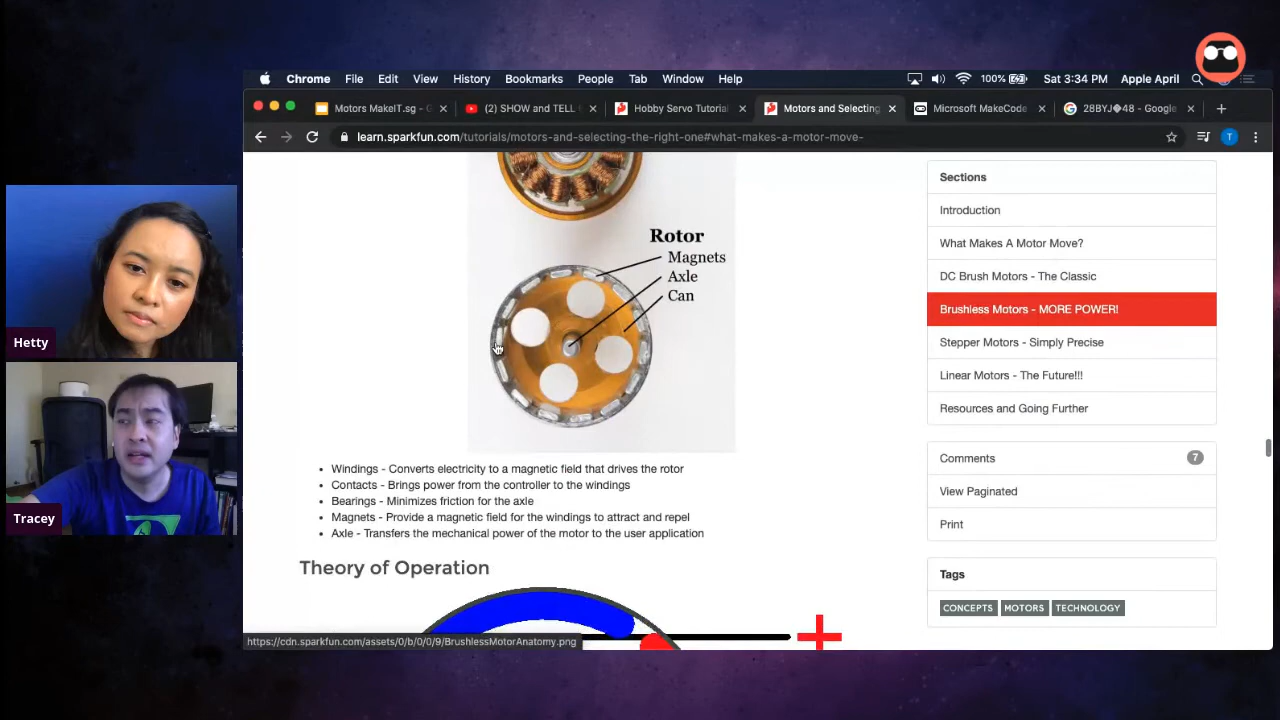 Chrome File Edit View History Bookmarks People Tab Window Help
100% Sat 3:34 PM Apple April
Motors MakeIT.sg - G
(2) SHOW and TELL
Hobby Servo Tutorial
Motors and Selecting
Microsoft MakeCode
28BYJ�48 - Google
learn.sparkfun.com/tutorials/motors-and-selecting-the-right-one#what-makes-a-motor-move-
T
Rotor
Magnets
Axle
Can
Windings - Converts electricity to a magnetic field that drives the rotor
Contacts - Brings power from the controller to the windings
Bearings - Minimizes friction for the axle
Magnets - Provide a magnetic field for the windings to attract and repel
Axle - Transfers the mechanical power of the motor to the user application
Theory of Operation
https://cdn.sparkfun.com/assets/0/b/0/0/9/BrushlessMotorAnatomy.png
Sections
Introduction
What Makes A Motor Move?
DC Brush Motors - The Classic
Brushless Motors - MORE POWER!
Stepper Motors - Simply Precise
Linear Motors - The Future!!!
Resources and Going Further
Comments 7
View Paginated
Print
Tags
CONCEPTS MOTORS TECHNOLOGY
Hetty
Tracey